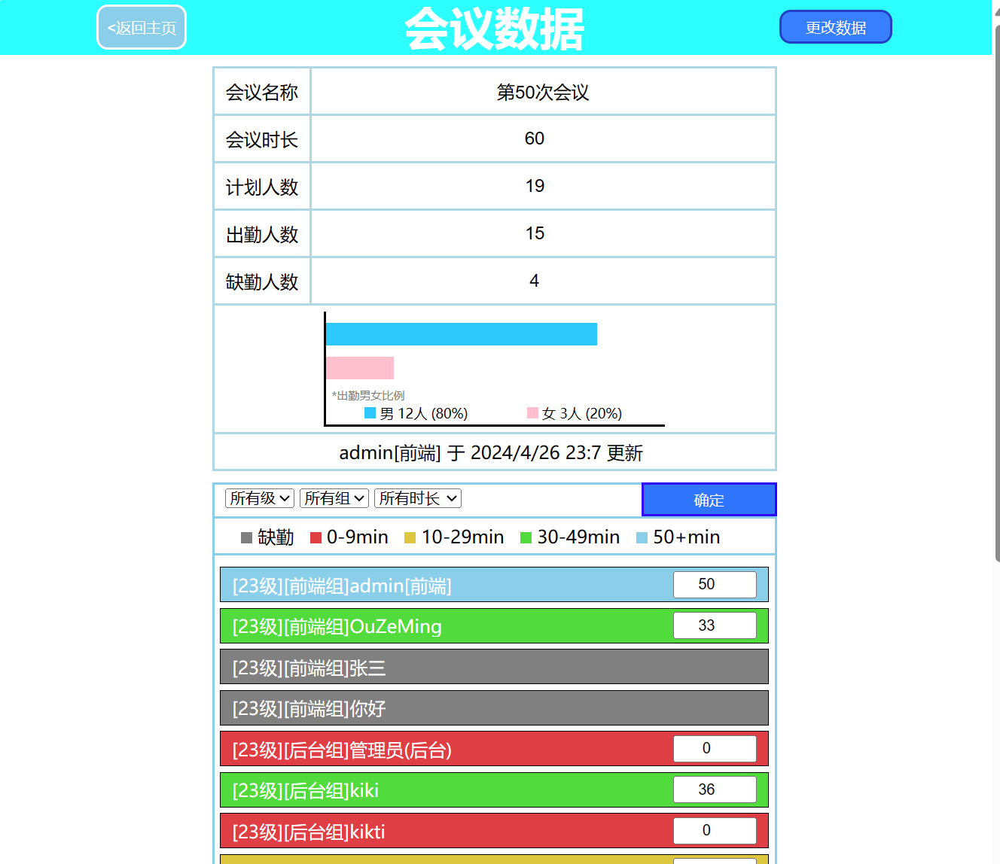 <返回主页
会议数据
更改数据
会议名称 第50次会议
会议时长 60
计划人数 19
出勤人数 15
缺勤人数 4
*出勤男女比例
男 12人 (80%) 女 3人 (20%)
admin[前端] 于 2024/4/26 23:7 更新
所有级 所有组 所有时长 确定
缺勤 0-9min 10-29min 30-49min 50+min
[23级][前端组]admin[前端] 50
[23级][前端组]OuZeMing 33
[23级][前端组]张三
[23级][前端组]你好
[23级][后台组]管理员(后台) 0
[23级][后台组]kiki 36
[23级][后台组]kikti 0